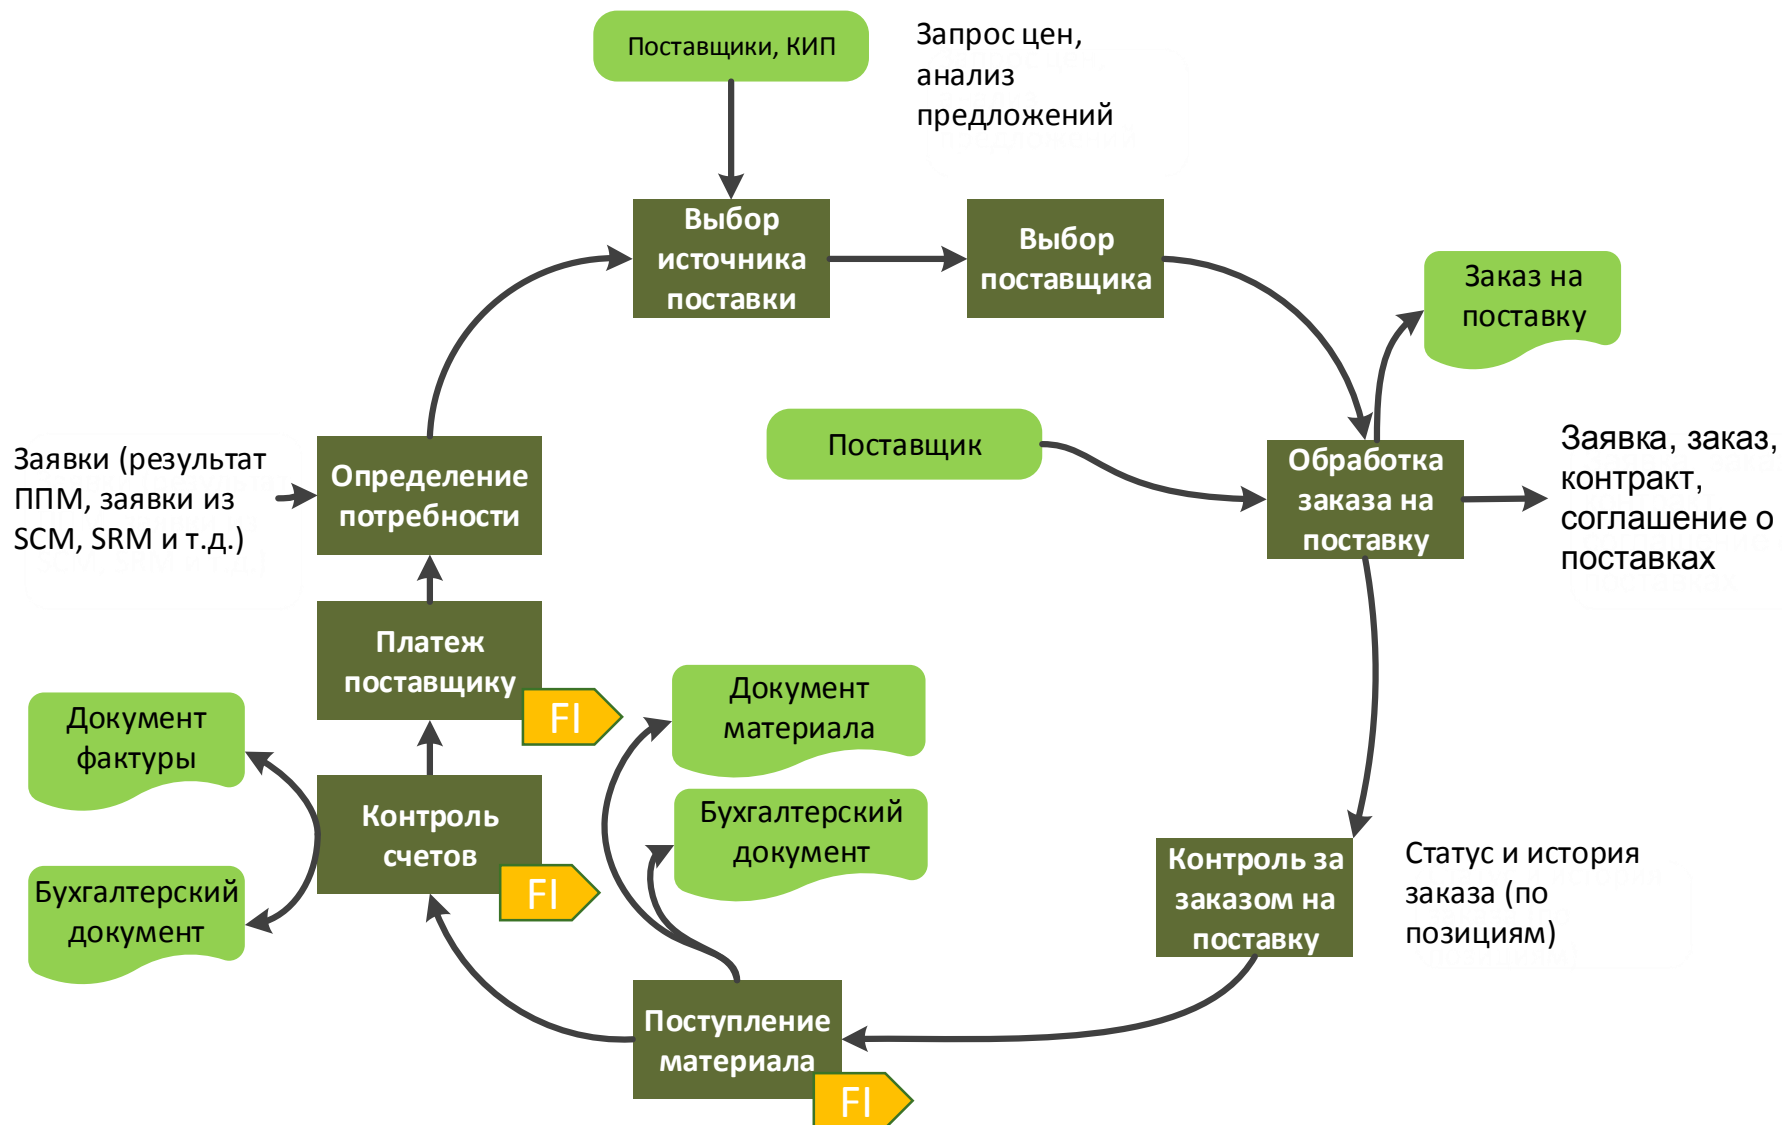 Поставщики, КИП
Запрос цен,
анализ
предложений
Выбор
источника
поставки
Выбор
поставщика
Заказ на
поставку
Поставщик
Заявки (результат
ППМ, заявки из
SCM, SRM и т.д.)
Определение
потребности
Обработка
заказа на
поставку
Заявка, заказ,
контракт,
соглашение о
поставках
Платеж
поставщику
FI
Документ
материала
Документ
фактуры
Контроль
счетов
FI
Бухгалтерский
документ
Бухгалтерский
документ
Контроль за
заказом на
поставку
Статус и история
заказа (по
позициям)
Поступление
материала
FI